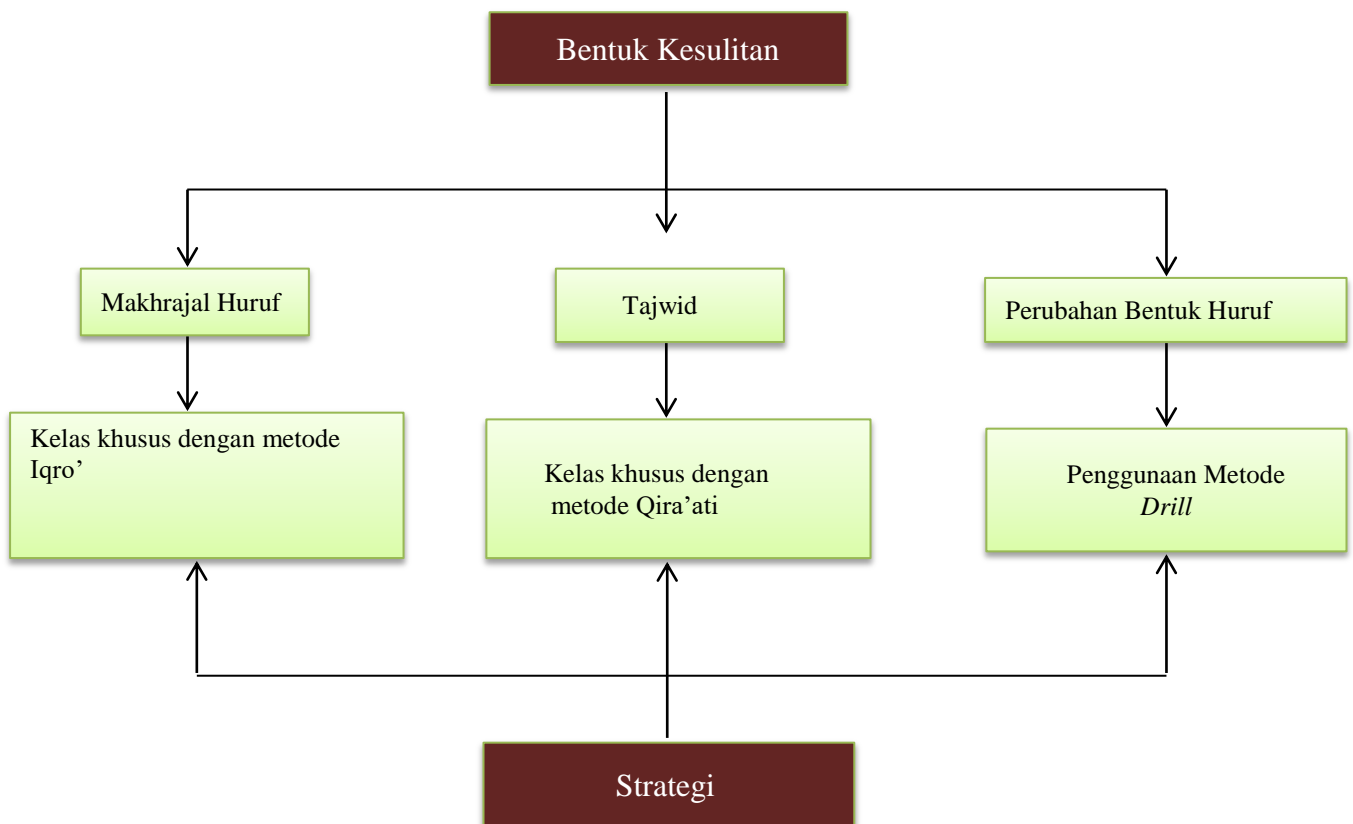 Bentuk Kesulitan
Makhrajal Huruf
Tajwid
Perubahan Bentuk Huruf
Kelas khusus dengan metode
Iqro’
Kelas khusus dengan
metode Qira’ati
Penggunaan Metode
Drill
Strategi